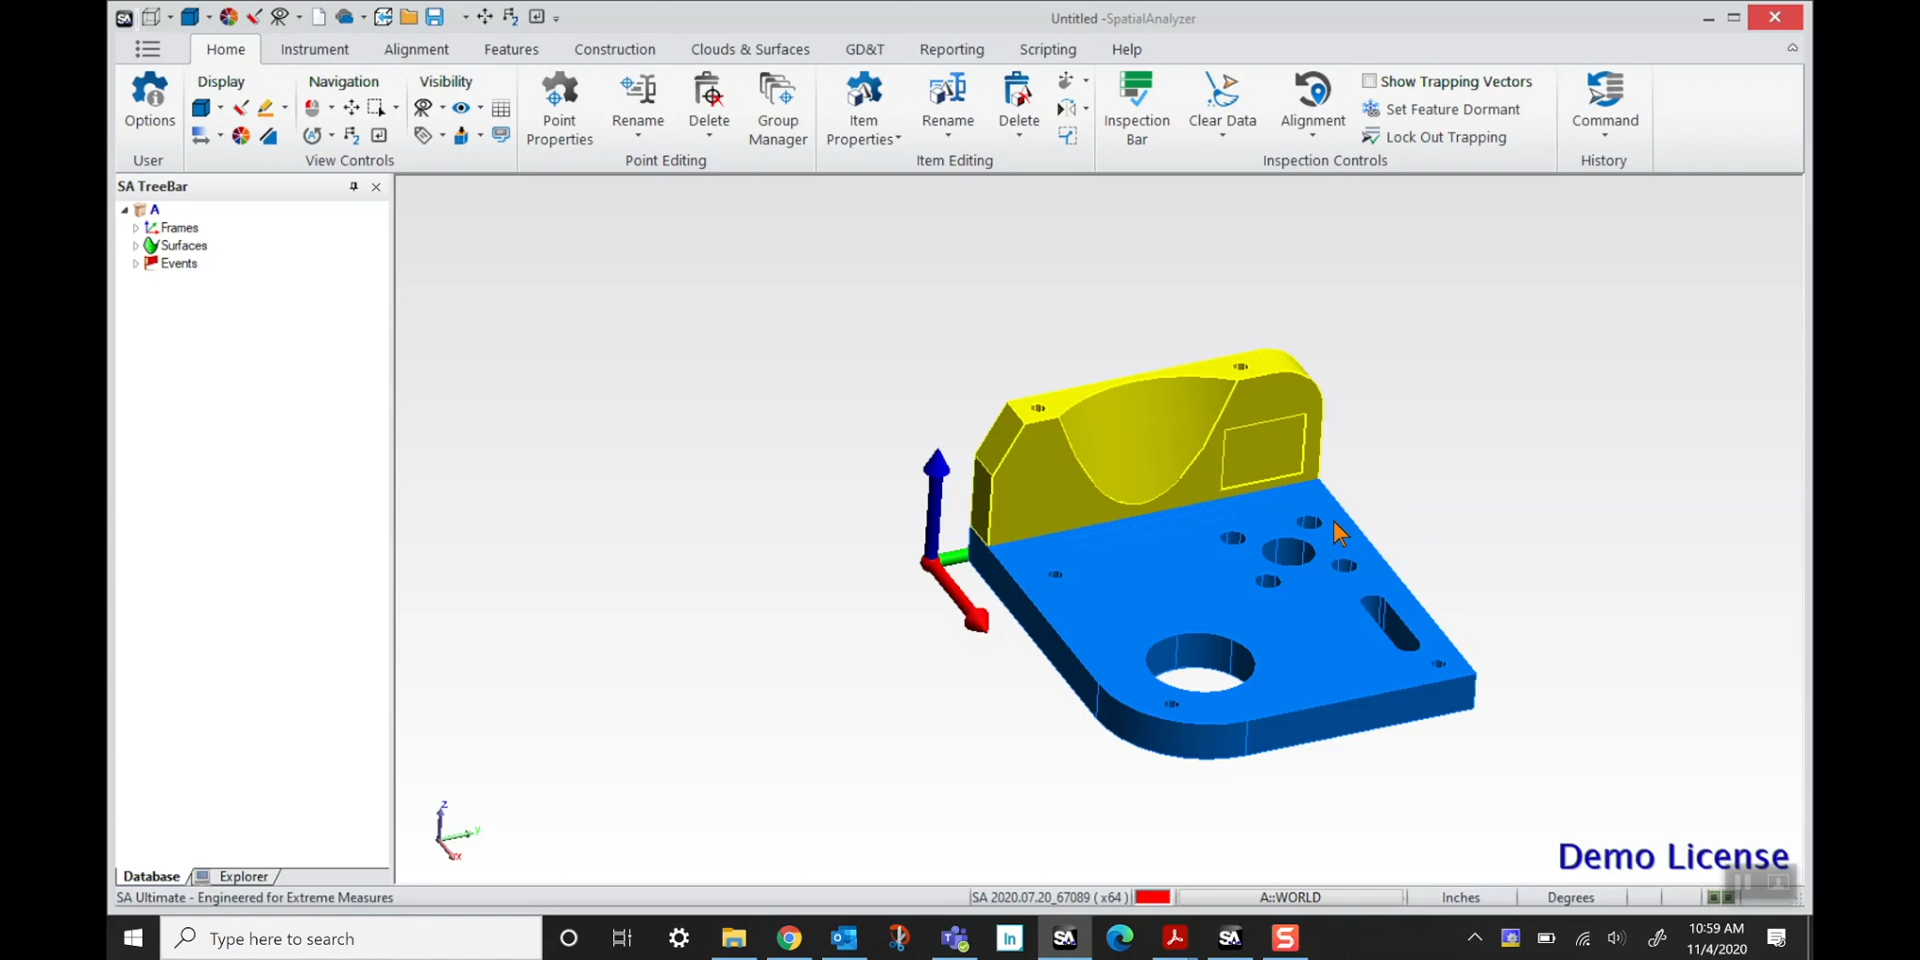 SA
Untitled -SpatialAnalyzer
Home
Instrument
Alignment
Features
Construction
Clouds & Surfaces
GD&T
Reporting
Scripting
Help
Options
User
Display
Navigation
Visibility
View Controls
Point Properties
Rename
Delete
Group Manager
Point Editing
Item Properties
Rename
Delete
Item Editing
Inspection Bar
Clear Data
Alignment
Show Trapping Vectors
Set Feature Dormant
Lock Out Trapping
Inspection Controls
Command
History
SA TreeBar
A
Frames
Surfaces
Events
z
y
x
Demo License
Database
Explorer
SA Ultimate - Engineered for Extreme Measures
SA 2020.07.20_67089 ( x64 )
A::WORLD
Inches
Degrees
Type here to search
In
SA
SA
S
10:59 AM
11/4/2020